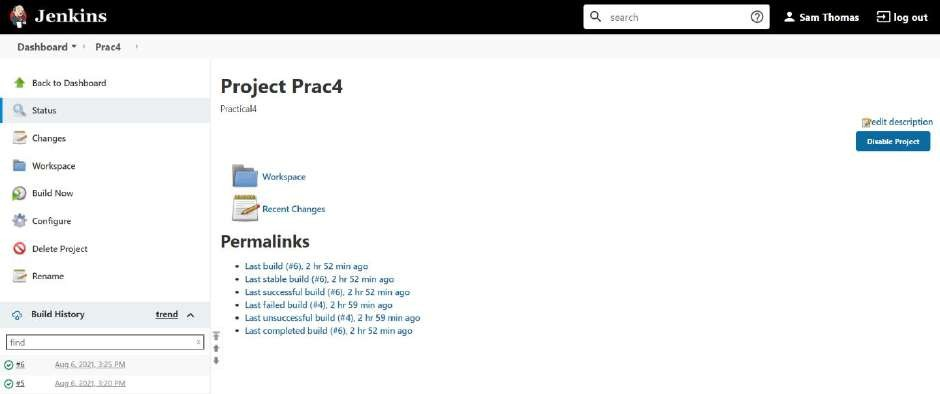 Jenkins
search
Sam Thomas
log out
Dashboard
Prac4
Back to Dashboard
Status
Changes
Workspace
Build Now
Configure
Delete Project
Rename
Build History
trend
find
#6 Aug 6, 2021, 3:25 PM
#5 Aug 6, 2021, 3:20 PM
Project Prac4
Practical4
edit description
Disable Project
Workspace
Recent Changes
Permalinks
Last build (#6), 2 hr 52 min ago
Last stable build (#6), 2 hr 52 min ago
Last successful build (#6), 2 hr 52 min ago
Last failed build (#4), 2 hr 59 min ago
Last unsuccessful build (#4), 2 hr 59 min ago
Last completed build (#6), 2 hr 52 min ago